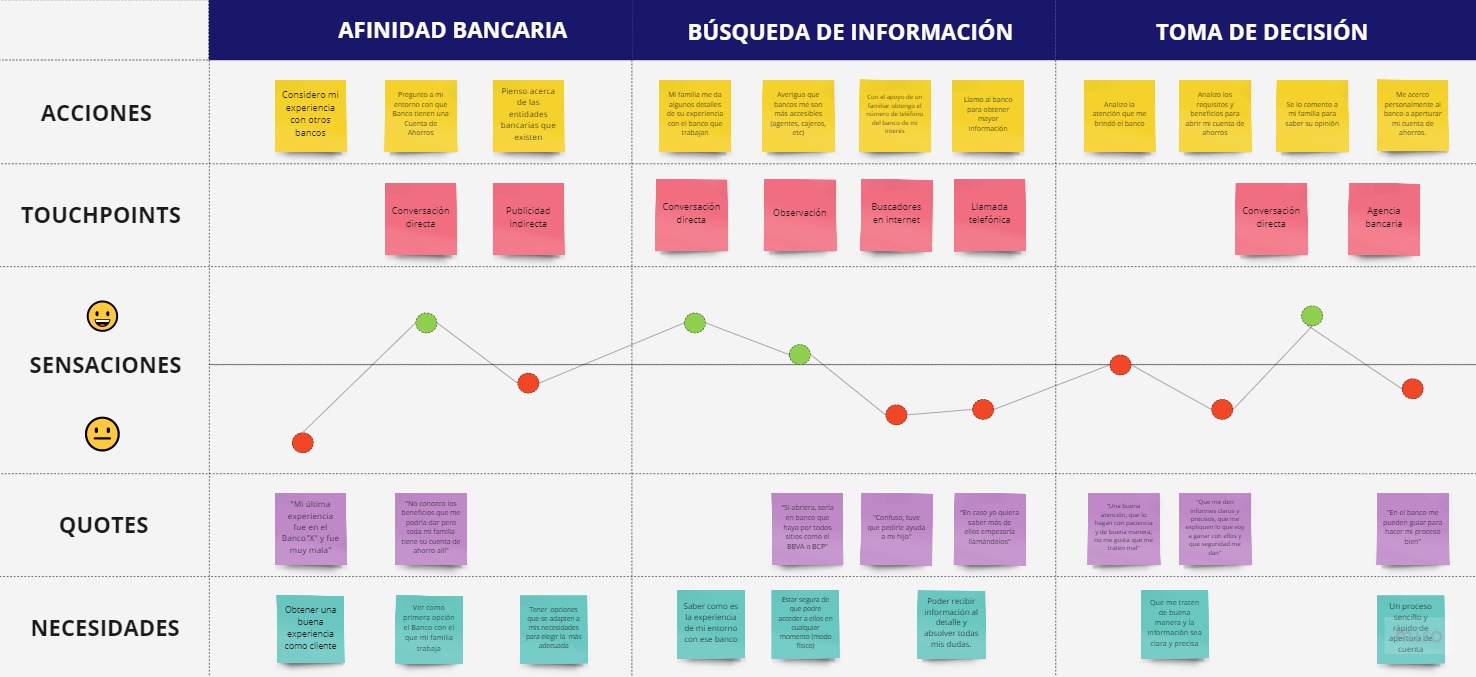 AFINIDAD BANCARIA
BÚSQUEDA DE INFORMACIÓN
TOMA DE DECISIÓN
ACCIONES
Considero mi
experiencia
con otros
bancos
Pregunto a mi
entorno con que
Banco tienen una
Cuenta de
Ahorros
Pienso acerca
de las
entidades
bancarias que
existen
Mi familia me da
algunos detalles
de su experiencia
con el banco que
trabajan
Averiguo que
bancos me son
más accesibles
(agentes, cajeros,
etc)
Con el apoyo de un
familiar obtengo el
número de teléfono
del banco de mi
interés
Llamo al banco
para obtener
mayor
información
Analizo la
atención que me
brindó el banco
Analizo los
requisitos y
beneficios para
abrir mi cuenta de
ahorros
Se lo comento a
mi familia para
saber su opinión
Me acerco
personalmente al
banco a aperturar
mi cuenta de
ahorros.
TOUCHPOINTS
Conversación
directa
Publicidad
indirecta
Conversación
directa
Observación
Buscadores
en internet
Llamada
telefónica
Conversación
directa
Agencia
bancaria
SENSACIONES
QUOTES
"Mi última
experiencia
fue en el
Banco"X" y fue
muy mala"
"No conozco los
beneficios que me
podría dar pero
toda mi familia
tiene su cuenta de
ahorro allí"
"Si abriera, sería
en banco que
haya por todos
sitios como el
BBVA o BCP"
"Confuso, tuve
que pedirle ayuda
a mi hijo"
"En caso yo quiera
saber más de
ellos empezaría
llamándolos"
"Una buena
atención, que lo
hagan con paciencia
y de buena manera,
no me gusta que me
traten mal"
"Que me den
informes claros y
precisos, que me
expliquen lo que voy
a ganar con ellos y
que seguridad me
dan"
"En el banco me
pueden guiar para
hacer mi proceso
bien"
NECESIDADES
Obtener una
buena
experiencia
como cliente
Ver como
primera opción
el Banco con el
que mi familia
trabaja
Tener opciones
que se adapten a
mis necesidades
para elegir la más
adecuada
Saber como es
la experiencia
de mi entorno
con ese banco
Estar segura de
que podre
acceder a ellos en
cualquier
momento (modo
físico)
Poder recibir
información al
detalle y
absolver todas
mis dudas.
Que me traten
de buena
manera y la
información sea
clara y precisa
Un proceso
sencillo y
rápido de
apertura de
cuenta
miro